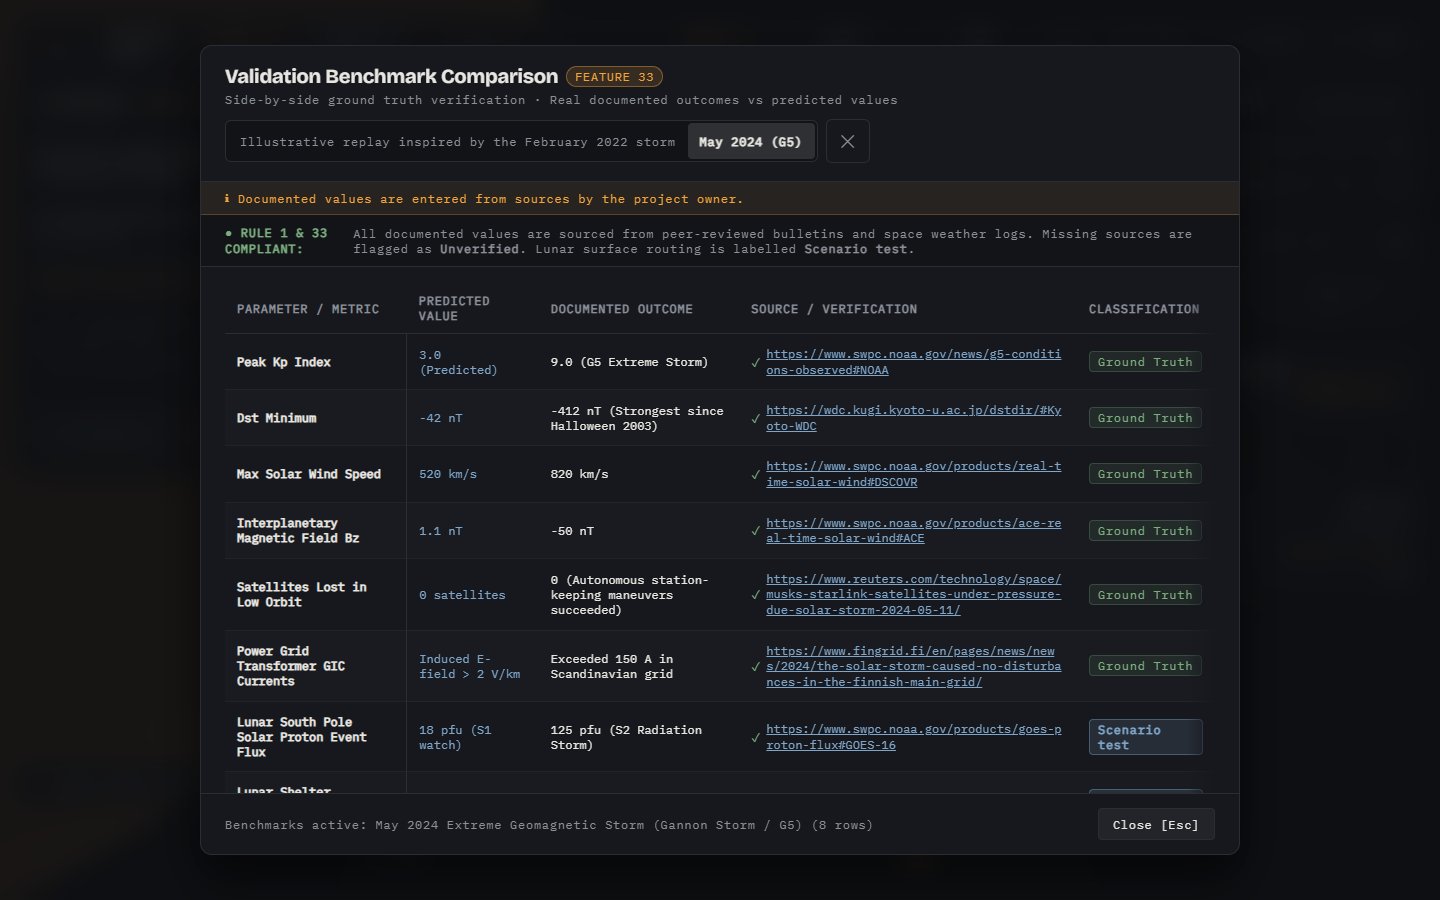 Validation Benchmark Comparison FEATURE 33
Side-by-side ground truth verification · Real documented outcomes vs predicted values
Illustrative replay inspired by the February 2022 storm May 2024 (G5)
ℹ Documented values are entered from sources by the project owner.
● RULE 1 & 33
COMPLIANT:
All documented values are sourced from peer-reviewed bulletins and space weather logs. Missing sources are
flagged as Unverified. Lunar surface routing is labelled Scenario test.
PARAMETER / METRIC
PREDICTED
VALUE
DOCUMENTED OUTCOME
SOURCE / VERIFICATION
CLASSIFICATION
Peak Kp Index
3.0
(Predicted)
9.0 (G5 Extreme Storm)
✓ https://www.swpc.noaa.gov/news/g5-conditi
ons-observed#NOAA
Ground Truth
Dst Minimum
-42 nT
-412 nT (Strongest since
Halloween 2003)
✓ https://wdc.kugi.kyoto-u.ac.jp/dstdir/#Ky
oto-WDC
Ground Truth
Max Solar Wind Speed
520 km/s
820 km/s
✓ https://www.swpc.noaa.gov/products/real-t
ime-solar-wind#DSCOVR
Ground Truth
Interplanetary
Magnetic Field Bz
1.1 nT
-50 nT
✓ https://www.swpc.noaa.gov/products/ace-re
al-time-solar-wind#ACE
Ground Truth
Satellites Lost in
Low Orbit
0 satellites
0 (Autonomous station-
keeping maneuvers
succeeded)
✓ https://www.reuters.com/technology/space/
musks-starlink-satellites-under-pressure-
due-solar-storm-2024-05-11/
Ground Truth
Power Grid
Transformer GIC
Currents
Induced E-
field > 2 V/km
Exceeded 150 A in
Scandinavian grid
✓ https://www.fingrid.fi/en/pages/news/new
s/2024/the-solar-storm-caused-no-disturba
nces-in-the-finnish-main-grid/
Ground Truth
Lunar South Pole
Solar Proton Event
Flux
18 pfu (S1
watch)
125 pfu (S2 Radiation
Storm)
✓ https://www.swpc.noaa.gov/products/goes-p
roton-flux#GOES-16
Scenario
test
Lunar Shelter
Benchmarks active: May 2024 Extreme Geomagnetic Storm (Gannon Storm / G5) (8 rows)
Close [Esc]